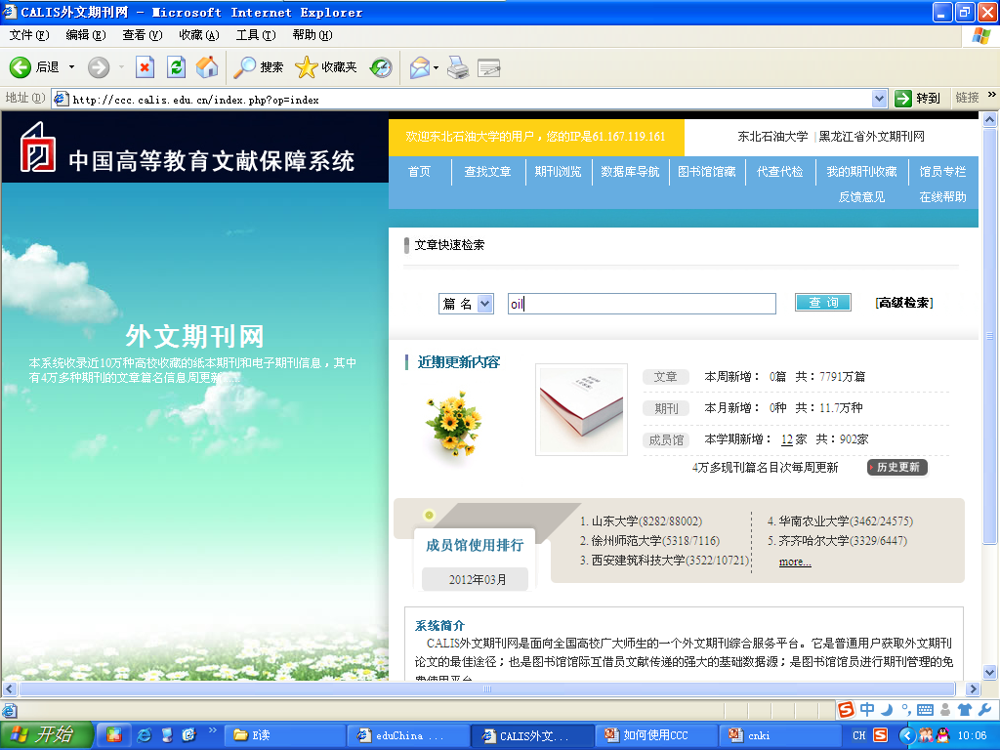 CALIS外文期刊网 - Microsoft Internet Explorer
文件(F) 编辑(E) 查看(V) 收藏(A) 工具(T) 帮助(H)
后退 搜索 收藏夹
地址(D) http://ccc.calis.edu.cn/index.php?op=index 转到 链接 »
中国高等教育文献保障系统
欢迎东北石油大学的用户，您的IP是61.167.119.161
东北石油大学 | 黑龙江省外文期刊网
首页 查找文章 期刊浏览 数据库导航 图书馆馆藏 代查代检 我的期刊收藏 馆员专栏
反馈意见 在线帮助
外文期刊网
本系统收录近10万种高校收藏的纸本期刊和电子期刊信息，其中
有4万多种期刊的文章篇名信息周更新
文章快速检索
篇 名 oil 查 询 [高级检索]
近期更新内容
文章 本周新增： 0篇 共：7791万篇
期刊 本月新增： 0种 共：11.7万种
成员馆 本学期新增： 12 家 共：902家
4万多现刊篇名目次每周更新 历史更新
成员馆使用排行
2012年03月
1. 山东大学(8282/88002)
2. 徐州师范大学(5318/7116)
3. 西安建筑科技大学(3522/10721)
4. 华南农业大学(3462/24575)
5. 齐齐哈尔大学(3329/6447)
more...
系统简介
CALIS外文期刊网是面向全国高校广大师生的一个外文期刊综合服务平台。它是普通用户获取外文期刊
论文的最佳途径；也是图书馆馆际互借员文献传递的强大的基础数据源；是图书馆馆员进行期刊管理的免
费使用平台
中
开始 » E读 eduChina ... CALIS外文... 如何使用CCC cnki CH 10:06